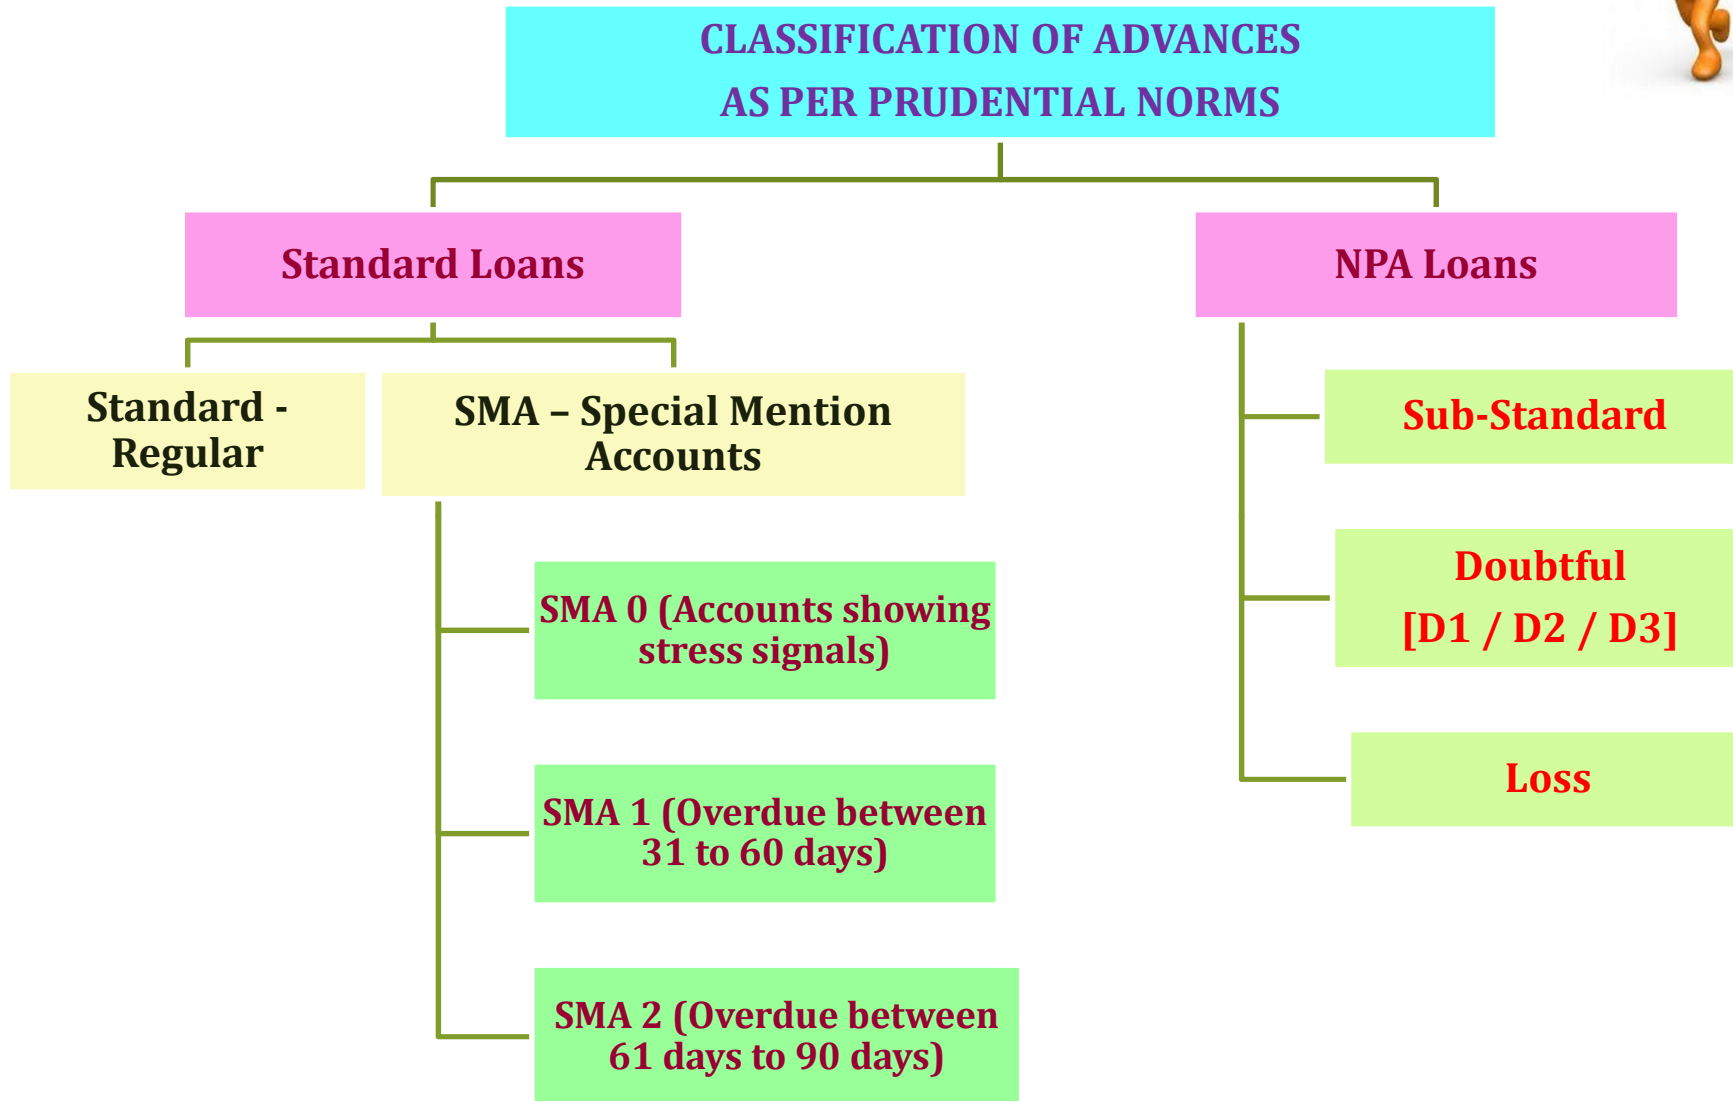 CLASSIFICATION OF ADVANCES
AS PER PRUDENTIAL NORMS
Standard Loans
NPA Loans
Standard -
Regular
SMA – Special Mention
Accounts
Sub-Standard
Doubtful
[D1 / D2 / D3]
Loss
SMA 0 (Accounts showing
stress signals)
SMA 1 (Overdue between
31 to 60 days)
SMA 2 (Overdue between
61 days to 90 days)